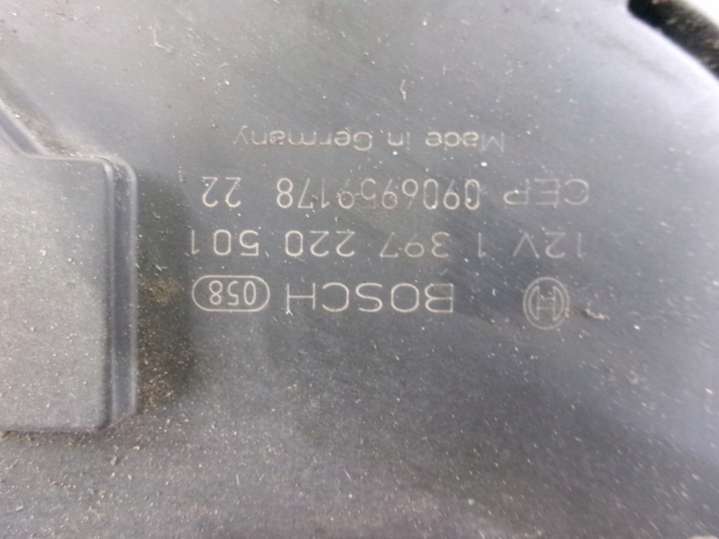 BOSCH 058
12V 1 397 220 501
CEP 0906959178 22
Made in Germany